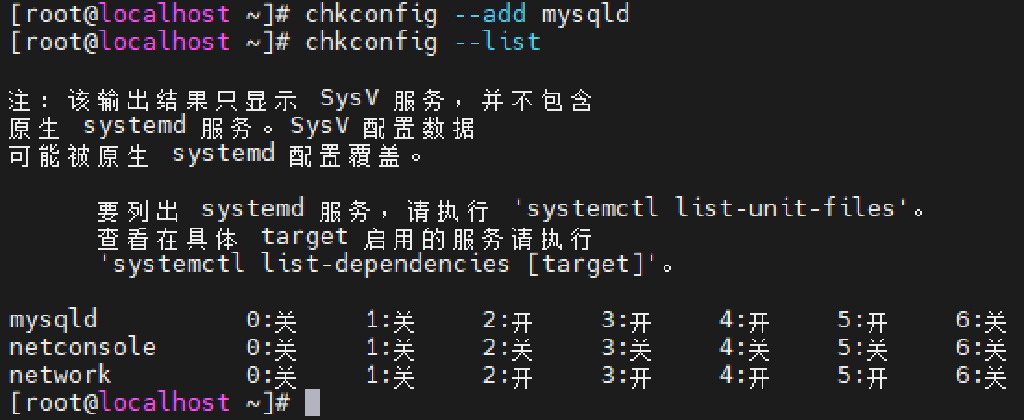 [root@localhost ~]# chkconfig --add mysqld
[root@localhost ~]# chkconfig --list

注：该输出结果只显示 SysV 服务，并不包含
原生 systemd 服务。SysV 配置数据
可能被原生 systemd 配置覆盖。

      要列出 systemd 服务，请执行 'systemctl list-unit-files'。
      查看在具体 target 启用的服务请执行
      'systemctl list-dependencies [target]'。

mysqld          0:关    1:关    2:开    3:开    4:开    5:开    6:关
netconsole      0:关    1:关    2:关    3:关    4:关    5:关    6:关
network         0:关    1:关    2:开    3:开    4:开    5:开    6:关
[root@localhost ~]#